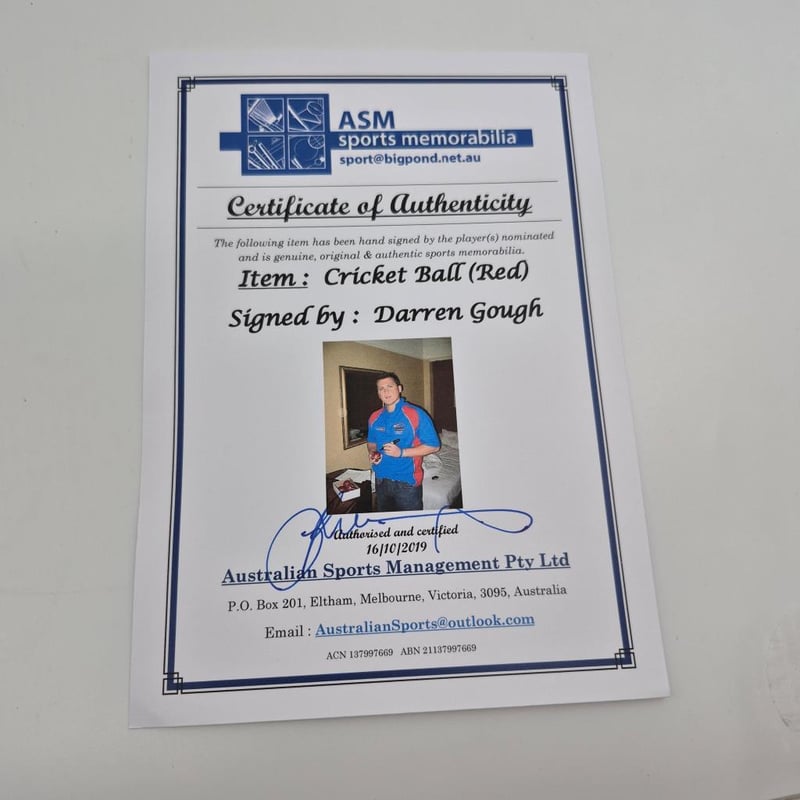 ASM
sports memorabilia
sport@bigpond.net.au
Certificate of Authenticity
The following item has been hand signed by the player(s) nominated
and is genuine, original & authentic sports memorabilia.
Item : Cricket Ball (Red)
Signed by : Darren Gough
Authorised and certified
16/10/2019
Australian Sports Management Pty Ltd
P.O. Box 201, Eltham, Melbourne, Victoria, 3095, Australia
Email : AustralianSports@outlook.com
ACN 137997669 ABN 21137997669